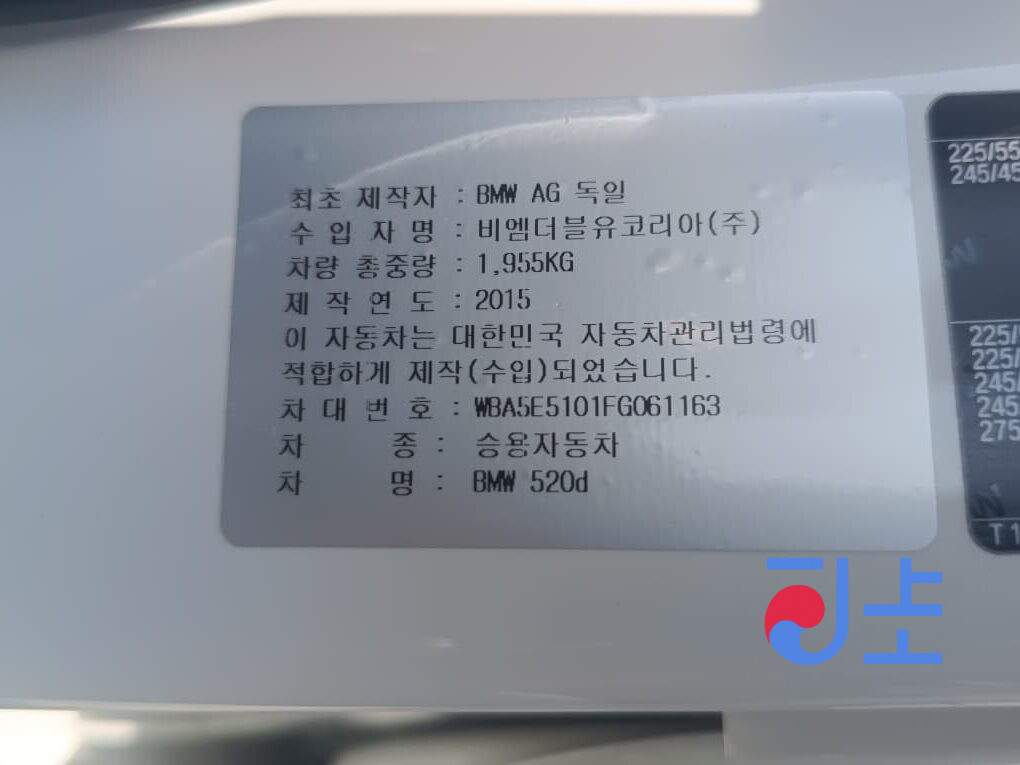 최초 제작자 : BMW AG 독일
수 입 자 명 : 비엠더블유코리아(주)
차량 총중량 : 1,955KG
제 작 연 도 : 2015
이 자동차는 대한민국 자동차관리법령에
적합하게 제작(수입)되었습니다.
차 대 번 호 : WBA5E5101FG061163
차 종 : 승용자동차
차 명 : BMW 520d
225/55
245/45
225/
245
275
T 1